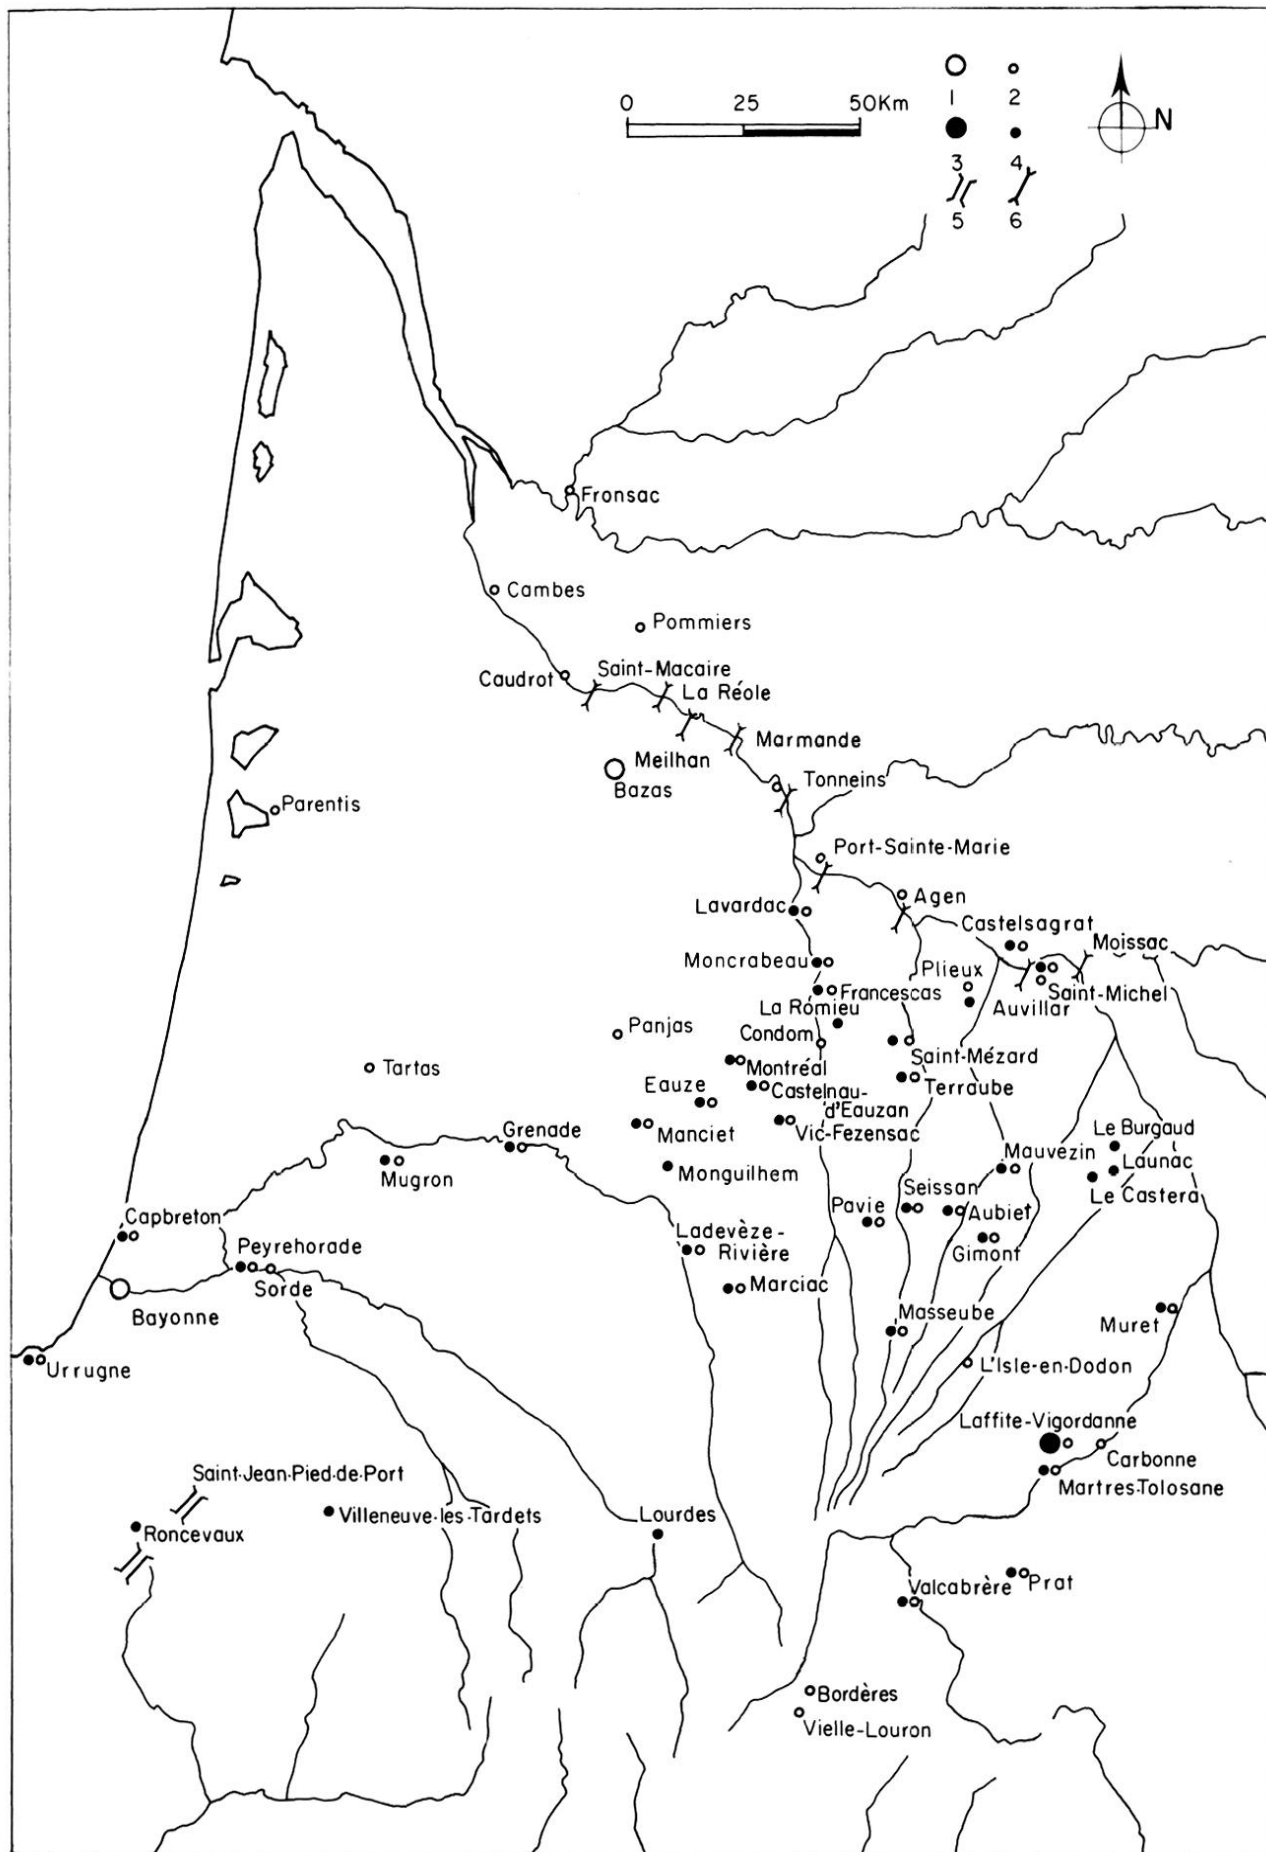 0 25 50Km
1 2
3 4
5 6
N
Fronsac
Cambes
Pommiers
Caudrot
Saint-Macaire
La Réole
Marmande
Meilhan
Bazas
Tonneins
Parentis
Port-Sainte-Marie
Agen
Lavardac
Castelsagrat
Moissac
Moncrabeau
Plieux
Francescas
Saint-Michel
La Romieu
Auvillar
Panjas
Condom
Saint-Mézard
Tartas
Montréal
Eauze
Castelnau-
d'Eauzan
Terraube
Manciet
Vic-Fezensac
Grenade
Le Burgaud
Mauvezin
Launac
Mugron
Monguilhem
Le Castera
Seissan
Pavie
Aubiet
Capbreton
Ladevèze-
Rivière
Gimont
Peyrehorade
Sorde
Marciac
Bayonne
Masseube
Muret
Urrugne
L'Isle-en-Dodon
Laffite-Vigordanne
Carbonne
Saint-Jean-Pied-de-Port
Martres-Tolosane
Villeneuve-les-Tardets
Lourdes
Roncevaux
Valcabrère
Prat
Bordères
Vielle-Louron